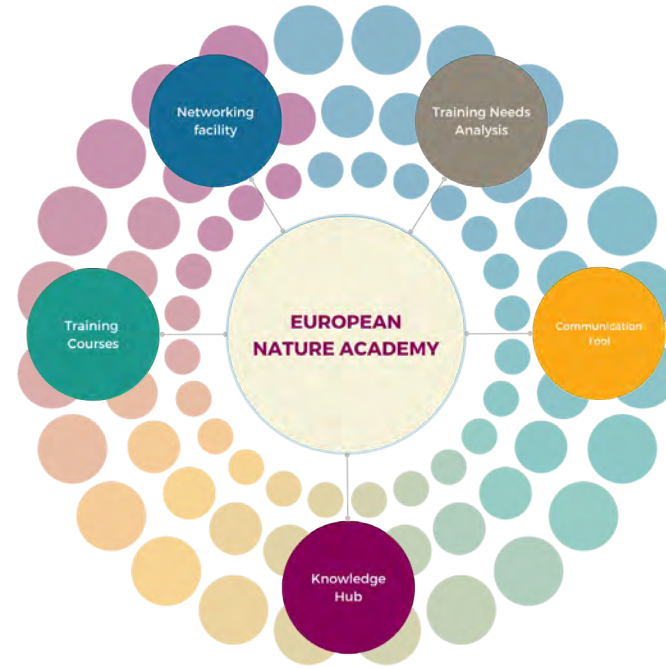 Networking
facility
Training Needs
Analysis
EUROPEAN
NATURE ACADEMY
Training
Courses
Communication
Tool
Knowledge
Hub